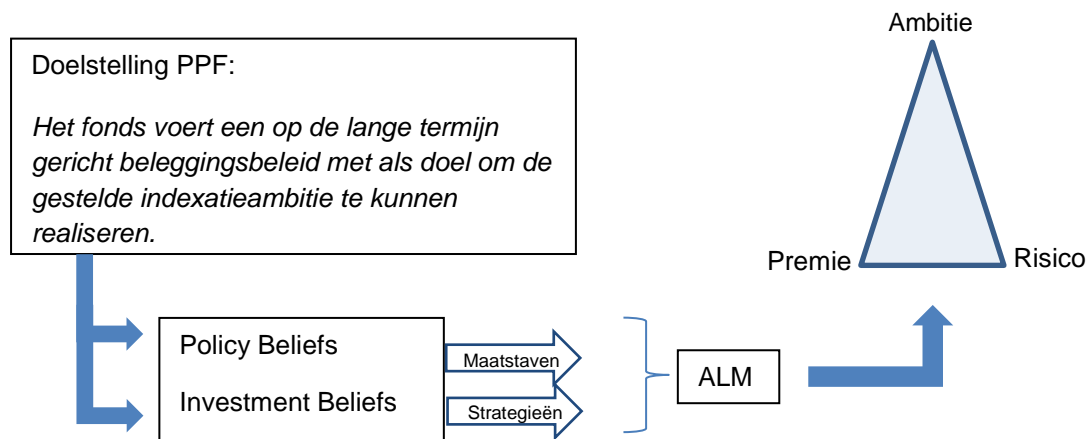 Ambitie
Doelstelling PPF:
Het fonds voert een op de lange termijn
gericht beleggingsbeleid met als doel om de
gestelde indexatieambitie te kunnen
realiseren.
Premie
Risico
Policy Beliefs
Maatstaven
ALM
Investment Beliefs
Strategieën